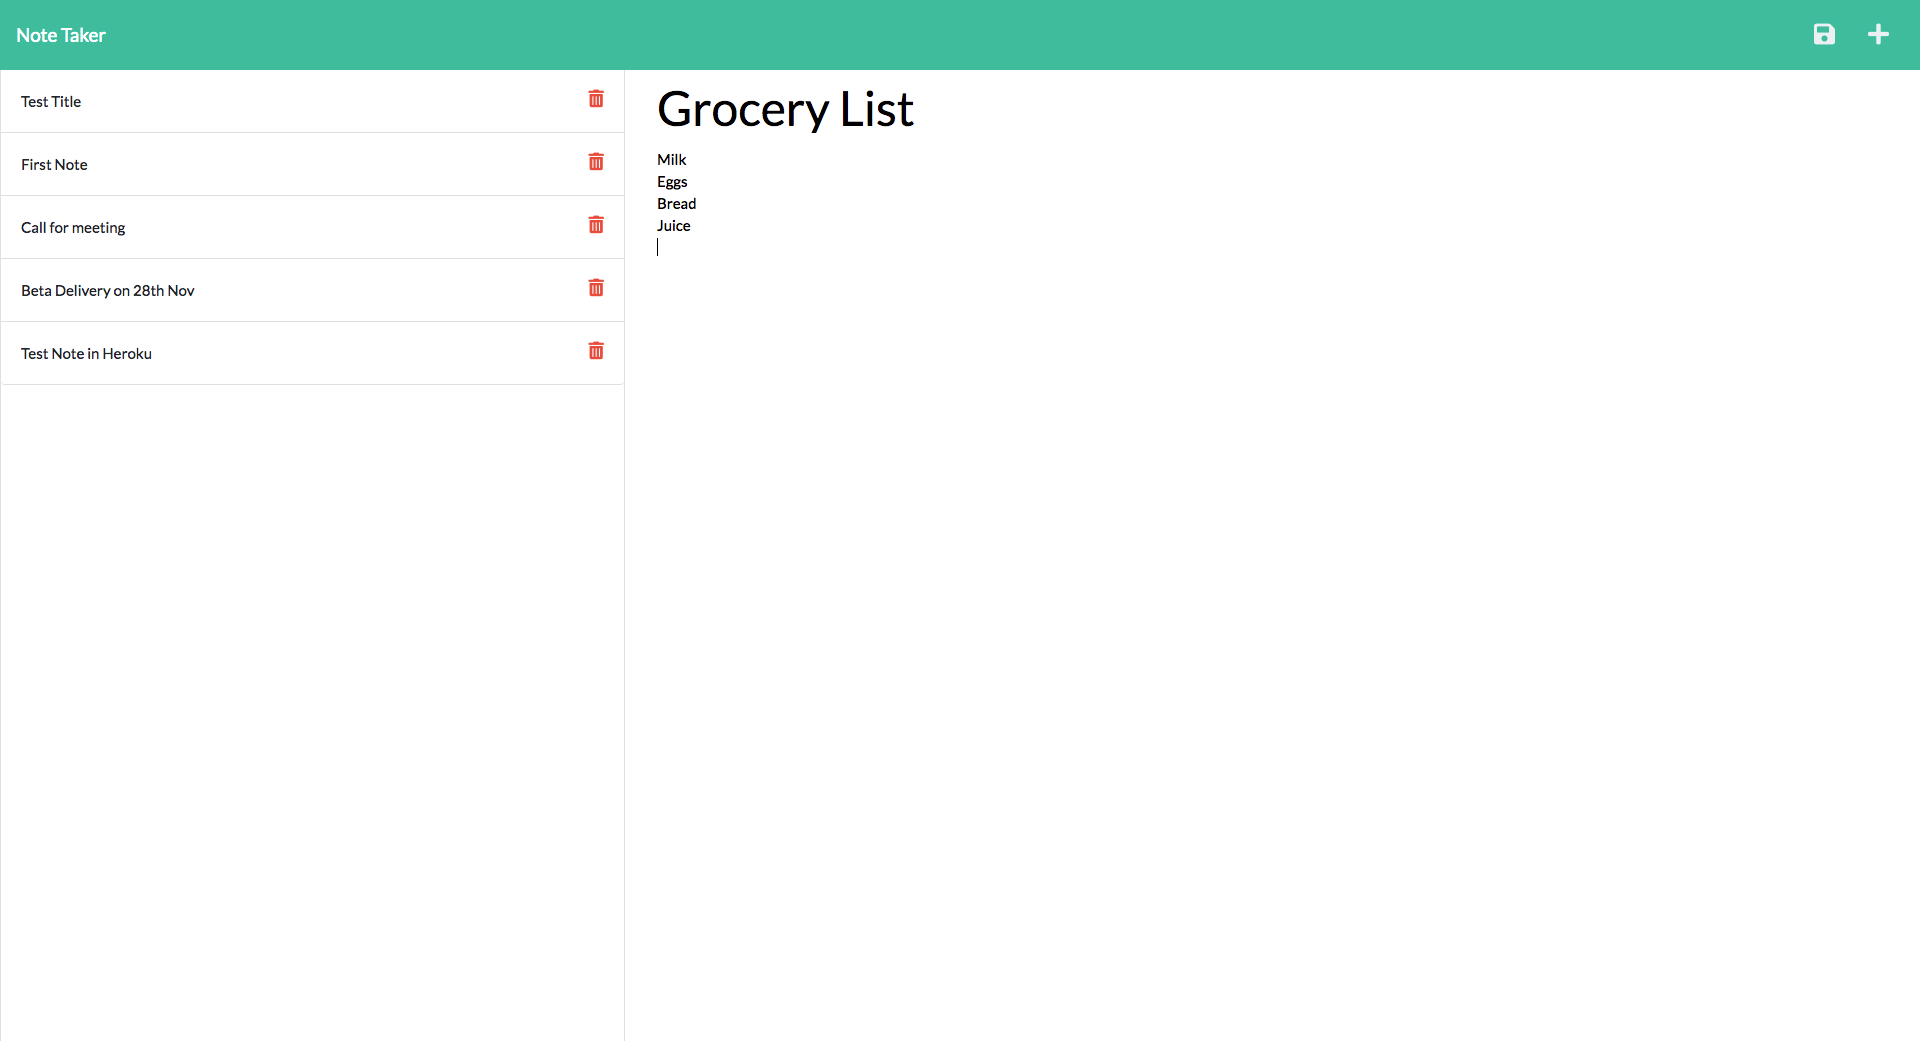 Note Taker
Test Title
First Note
Call for meeting
Beta Delivery on 28th Nov
Test Note in Heroku
Grocery List
Milk
Eggs
Bread
Juice